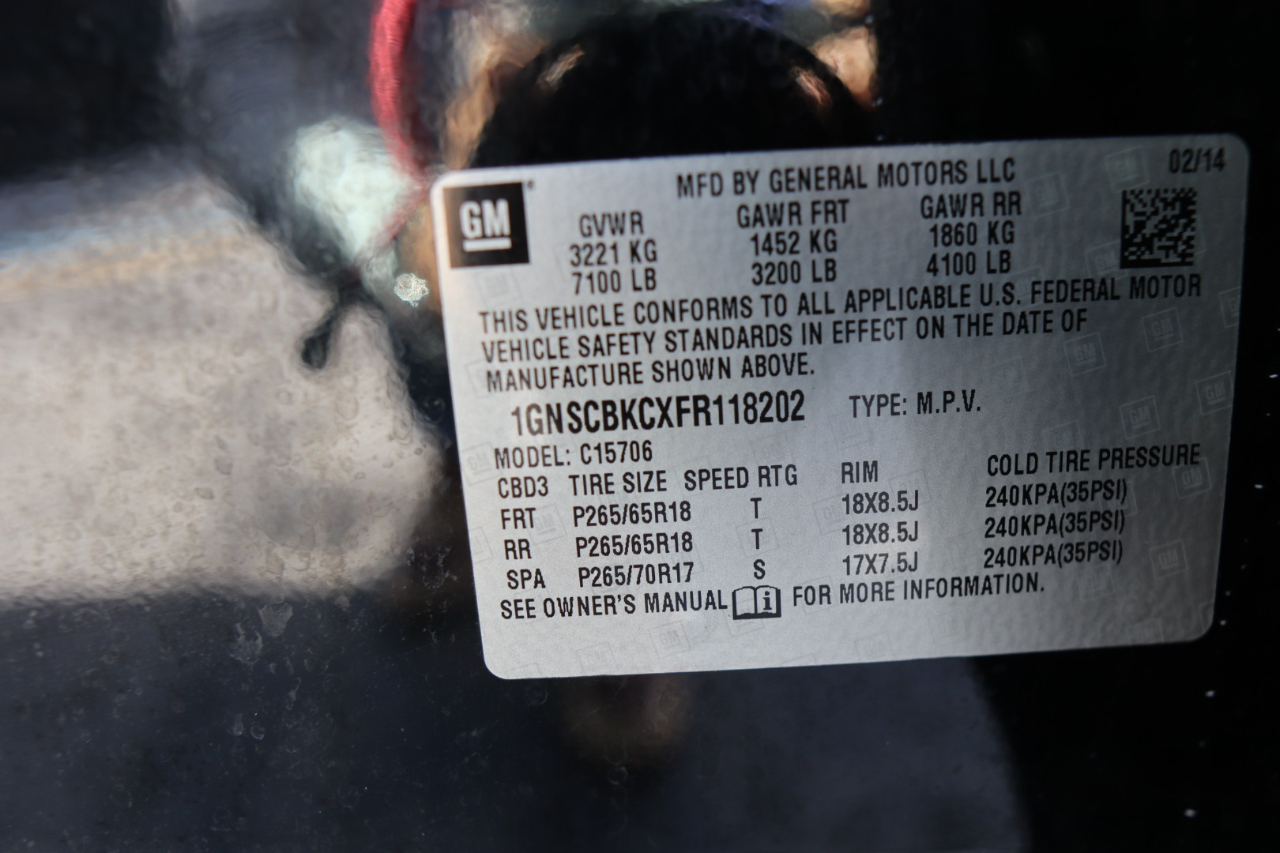 02/14
MFD BY GENERAL MOTORS LLC
GM
GVWR GAWR FRT GAWR RR
3221 KG 1452 KG 1860 KG
7100 LB 3200 LB 4100 LB
THIS VEHICLE CONFORMS TO ALL APPLICABLE U.S. FEDERAL MOTOR
VEHICLE SAFETY STANDARDS IN EFFECT ON THE DATE OF
MANUFACTURE SHOWN ABOVE.
1GNSCBKCXFR118202 TYPE: M.P.V.
MODEL: C15706
CBD3 TIRE SIZE SPEED RTG RIM COLD TIRE PRESSURE
FRT P265/65R18 T 18X8.5J 240KPA(35PSI)
RR P265/65R18 T 18X8.5J 240KPA(35PSI)
SPA P265/70R17 S 17X7.5J 240KPA(35PSI)
SEE OWNER'S MANUAL i FOR MORE INFORMATION.